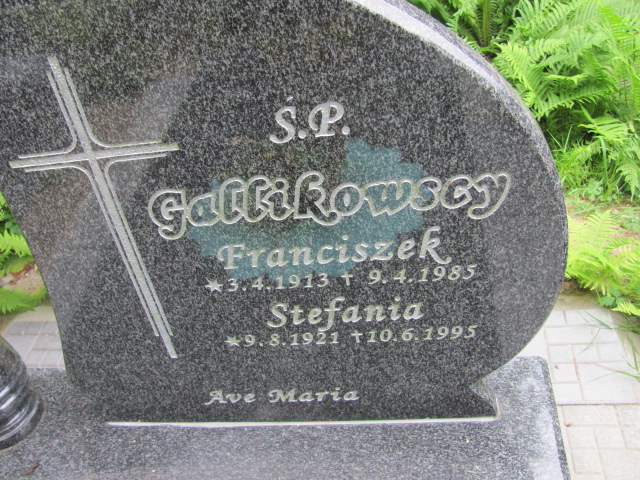 Ś.P.
Gallikowscy
Franciszek
★3.4.1913 ✝ 9.4.1985
Stefania
★9.8.1921 ✝10.6.1995
Ave Maria